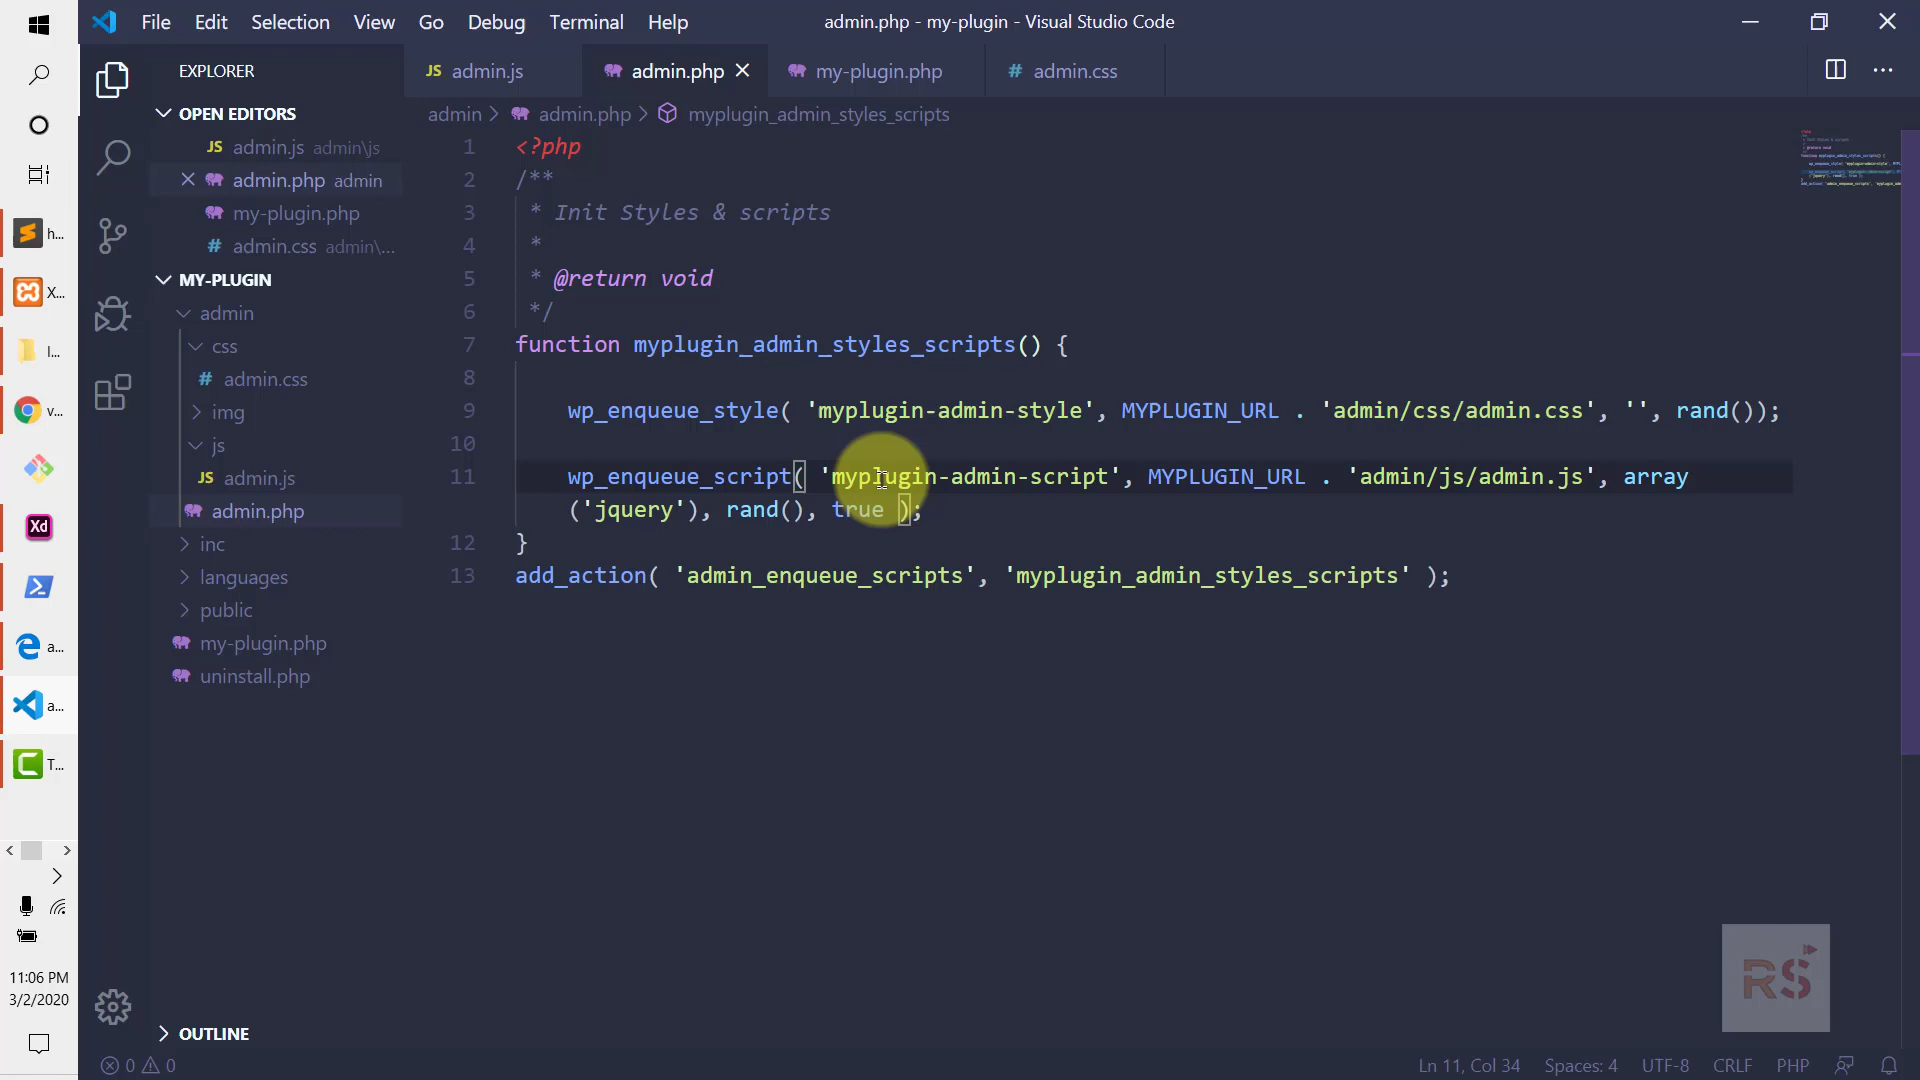 File Edit Selection View Go Debug Terminal Help
admin.php - my-plugin - Visual Studio Code
EXPLORER
JS admin.js
admin.php
my-plugin.php
# admin.css
OPEN EDITORS
JS admin.js admin\js
admin.php admin
my-plugin.php
# admin.css admin\...
MY-PLUGIN
admin
css
# admin.css
img
js
JS admin.js
admin.php
inc
languages
public
my-plugin.php
uninstall.php
OUTLINE
admin > admin.php > myplugin_admin_styles_scripts
1 <?php
2 /**
3 * Init Styles & scripts
4 *
5 * @return void
6 */
7 function myplugin_admin_styles_scripts() {
8
9 wp_enqueue_style( 'myplugin-admin-style', MYPLUGIN_URL . 'admin/css/admin.css', '', rand());
10
11 wp_enqueue_script( 'myplugin-admin-script', MYPLUGIN_URL . 'admin/js/admin.js', array
('jquery'), rand(), true );
12 }
13 add_action( 'admin_enqueue_scripts', 'myplugin_admin_styles_scripts' );
h...
X...
l...
v...
Xd
a...
a...
T...
11:06 PM
3/2/2020
RS
0 0
Ln 11, Col 34 Spaces: 4 UTF-8 CRLF PHP